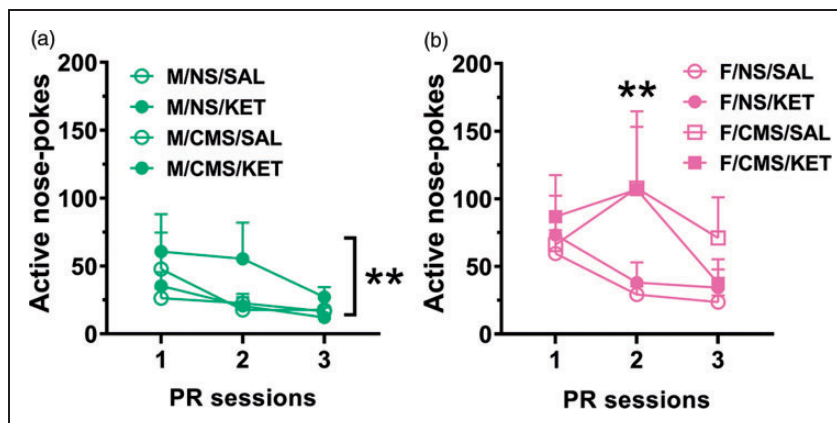 (a)
200
150
100
50
0
Active nose-pokes
M/NS/SAL
M/NS/KET
M/CMS/SAL
M/CMS/KET
**
1 2 3
PR sessions
(b)
200
150
100
50
0
Active nose-pokes
**
F/NS/SAL
F/NS/KET
F/CMS/SAL
F/CMS/KET
1 2 3
PR sessions